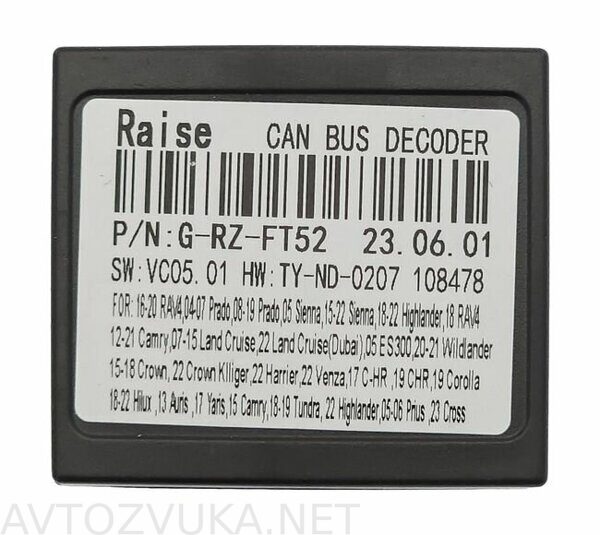 Raise CAN BUS DECODER
P/N:G-RZ-FT52 23.06.01
SW:VC05.01 HW:TY-ND-0207 108478
FOR: 16-20 RAV4,04-07 Prado,08-19 Prado,05 Sienna,15-22 Sienna,18-22 Highlander,18 RAV4
12-21 Camry,07-15 Land Cruise,22 Land Cruise(Dubai),05 ES300,20-21 Wildlander
15-18 Crown, 22 Crown Klliger,22 Harrier,22 Venza,17 C-HR ,19 CHR,19 Corolla
18-22 Hilux ,13 Auris ,17 Yaris,15 Camry,18-19 Tundra, 22 Highlander,05-06 Prius ,23 Cross
AVTOZVUKA.NET